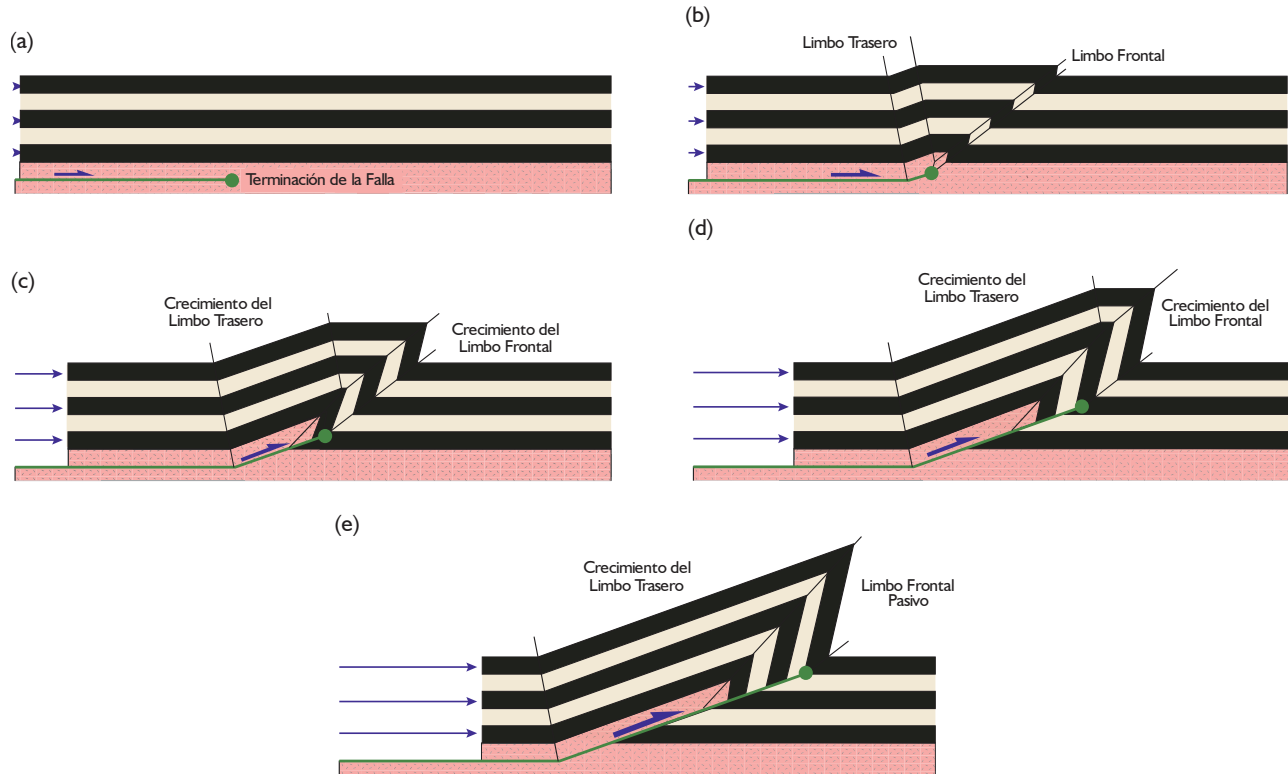 (a)
Terminación de la Falla
(b)
Limbo Trasero
Limbo Frontal
(c)
Crecimiento del
Limbo Trasero
Crecimiento del
Limbo Frontal
(d)
Crecimiento del
Limbo Trasero
Crecimiento del
Limbo Frontal
(e)
Crecimiento del
Limbo Trasero
Limbo Frontal
Pasivo